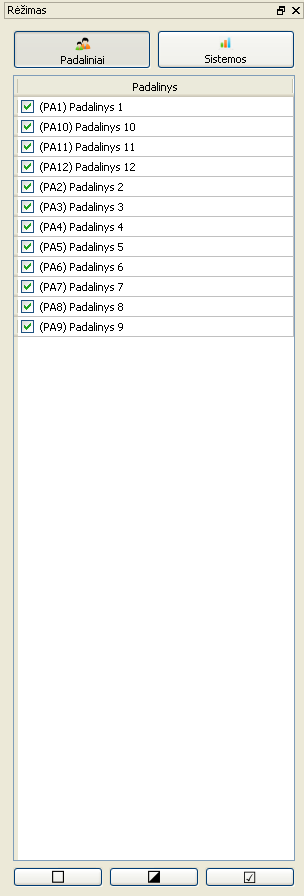 Rėžimas
Padaliniai
Sistemos
Padalinys
(PA1) Padalinys 1
(PA10) Padalinys 10
(PA11) Padalinys 11
(PA12) Padalinys 12
(PA2) Padalinys 2
(PA3) Padalinys 3
(PA4) Padalinys 4
(PA5) Padalinys 5
(PA6) Padalinys 6
(PA7) Padalinys 7
(PA8) Padalinys 8
(PA9) Padalinys 9